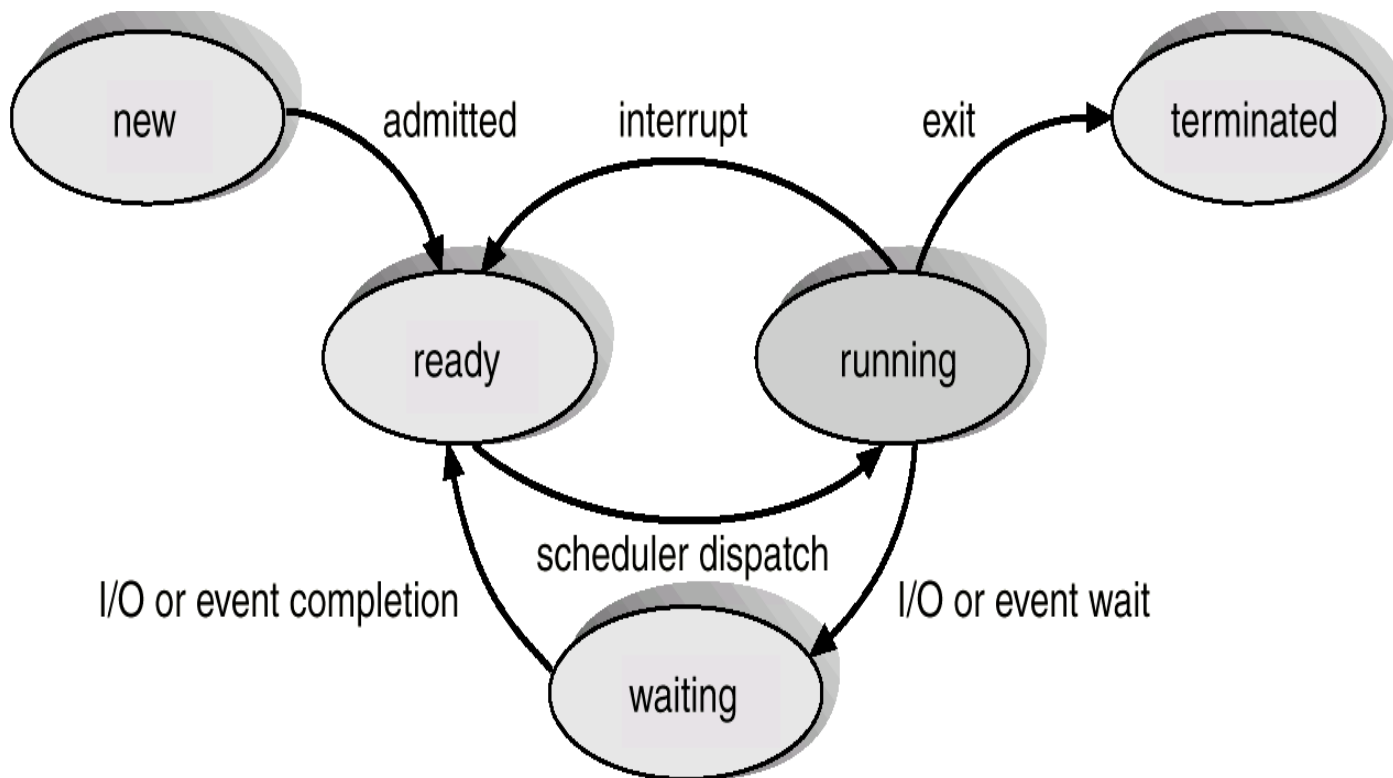 new
admitted
interrupt
exit
terminated
ready
running
scheduler dispatch
I/O or event completion
I/O or event wait
waiting